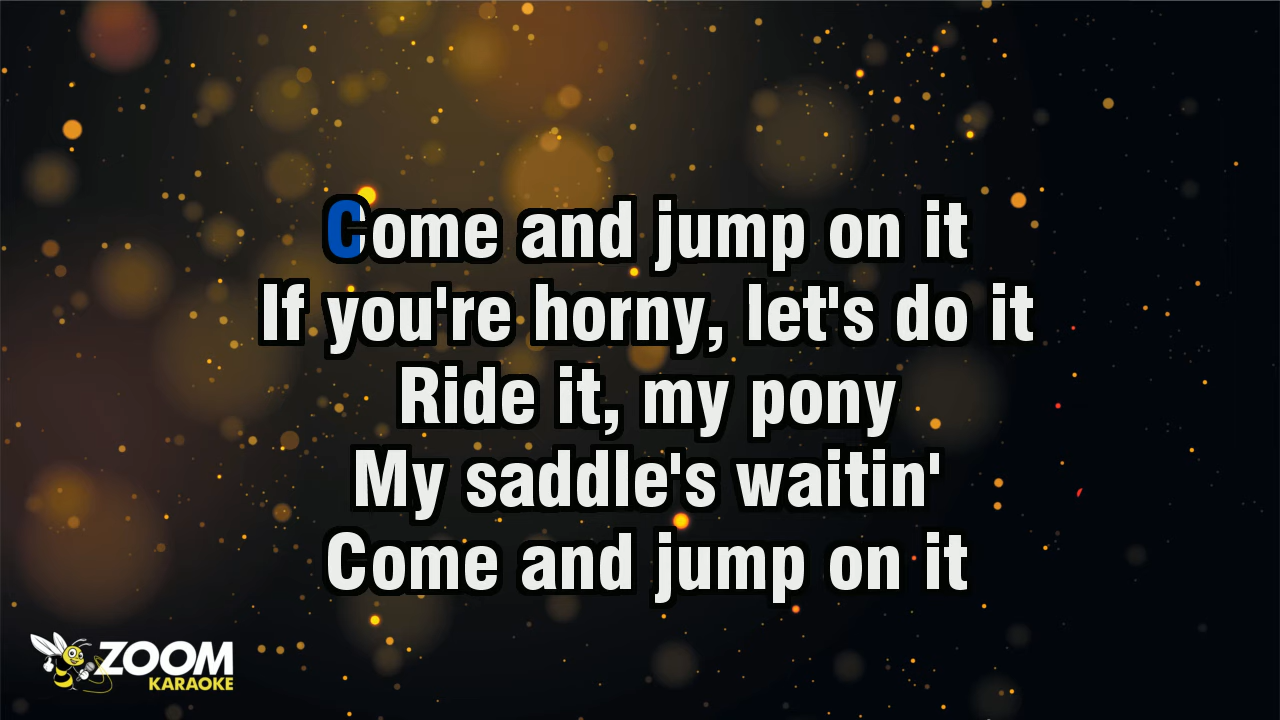 Come and jump on it
If you're horny, let's do it
Ride it, my pony
My saddle's waitin'
Come and jump on it
ZOOM
KARAOKE